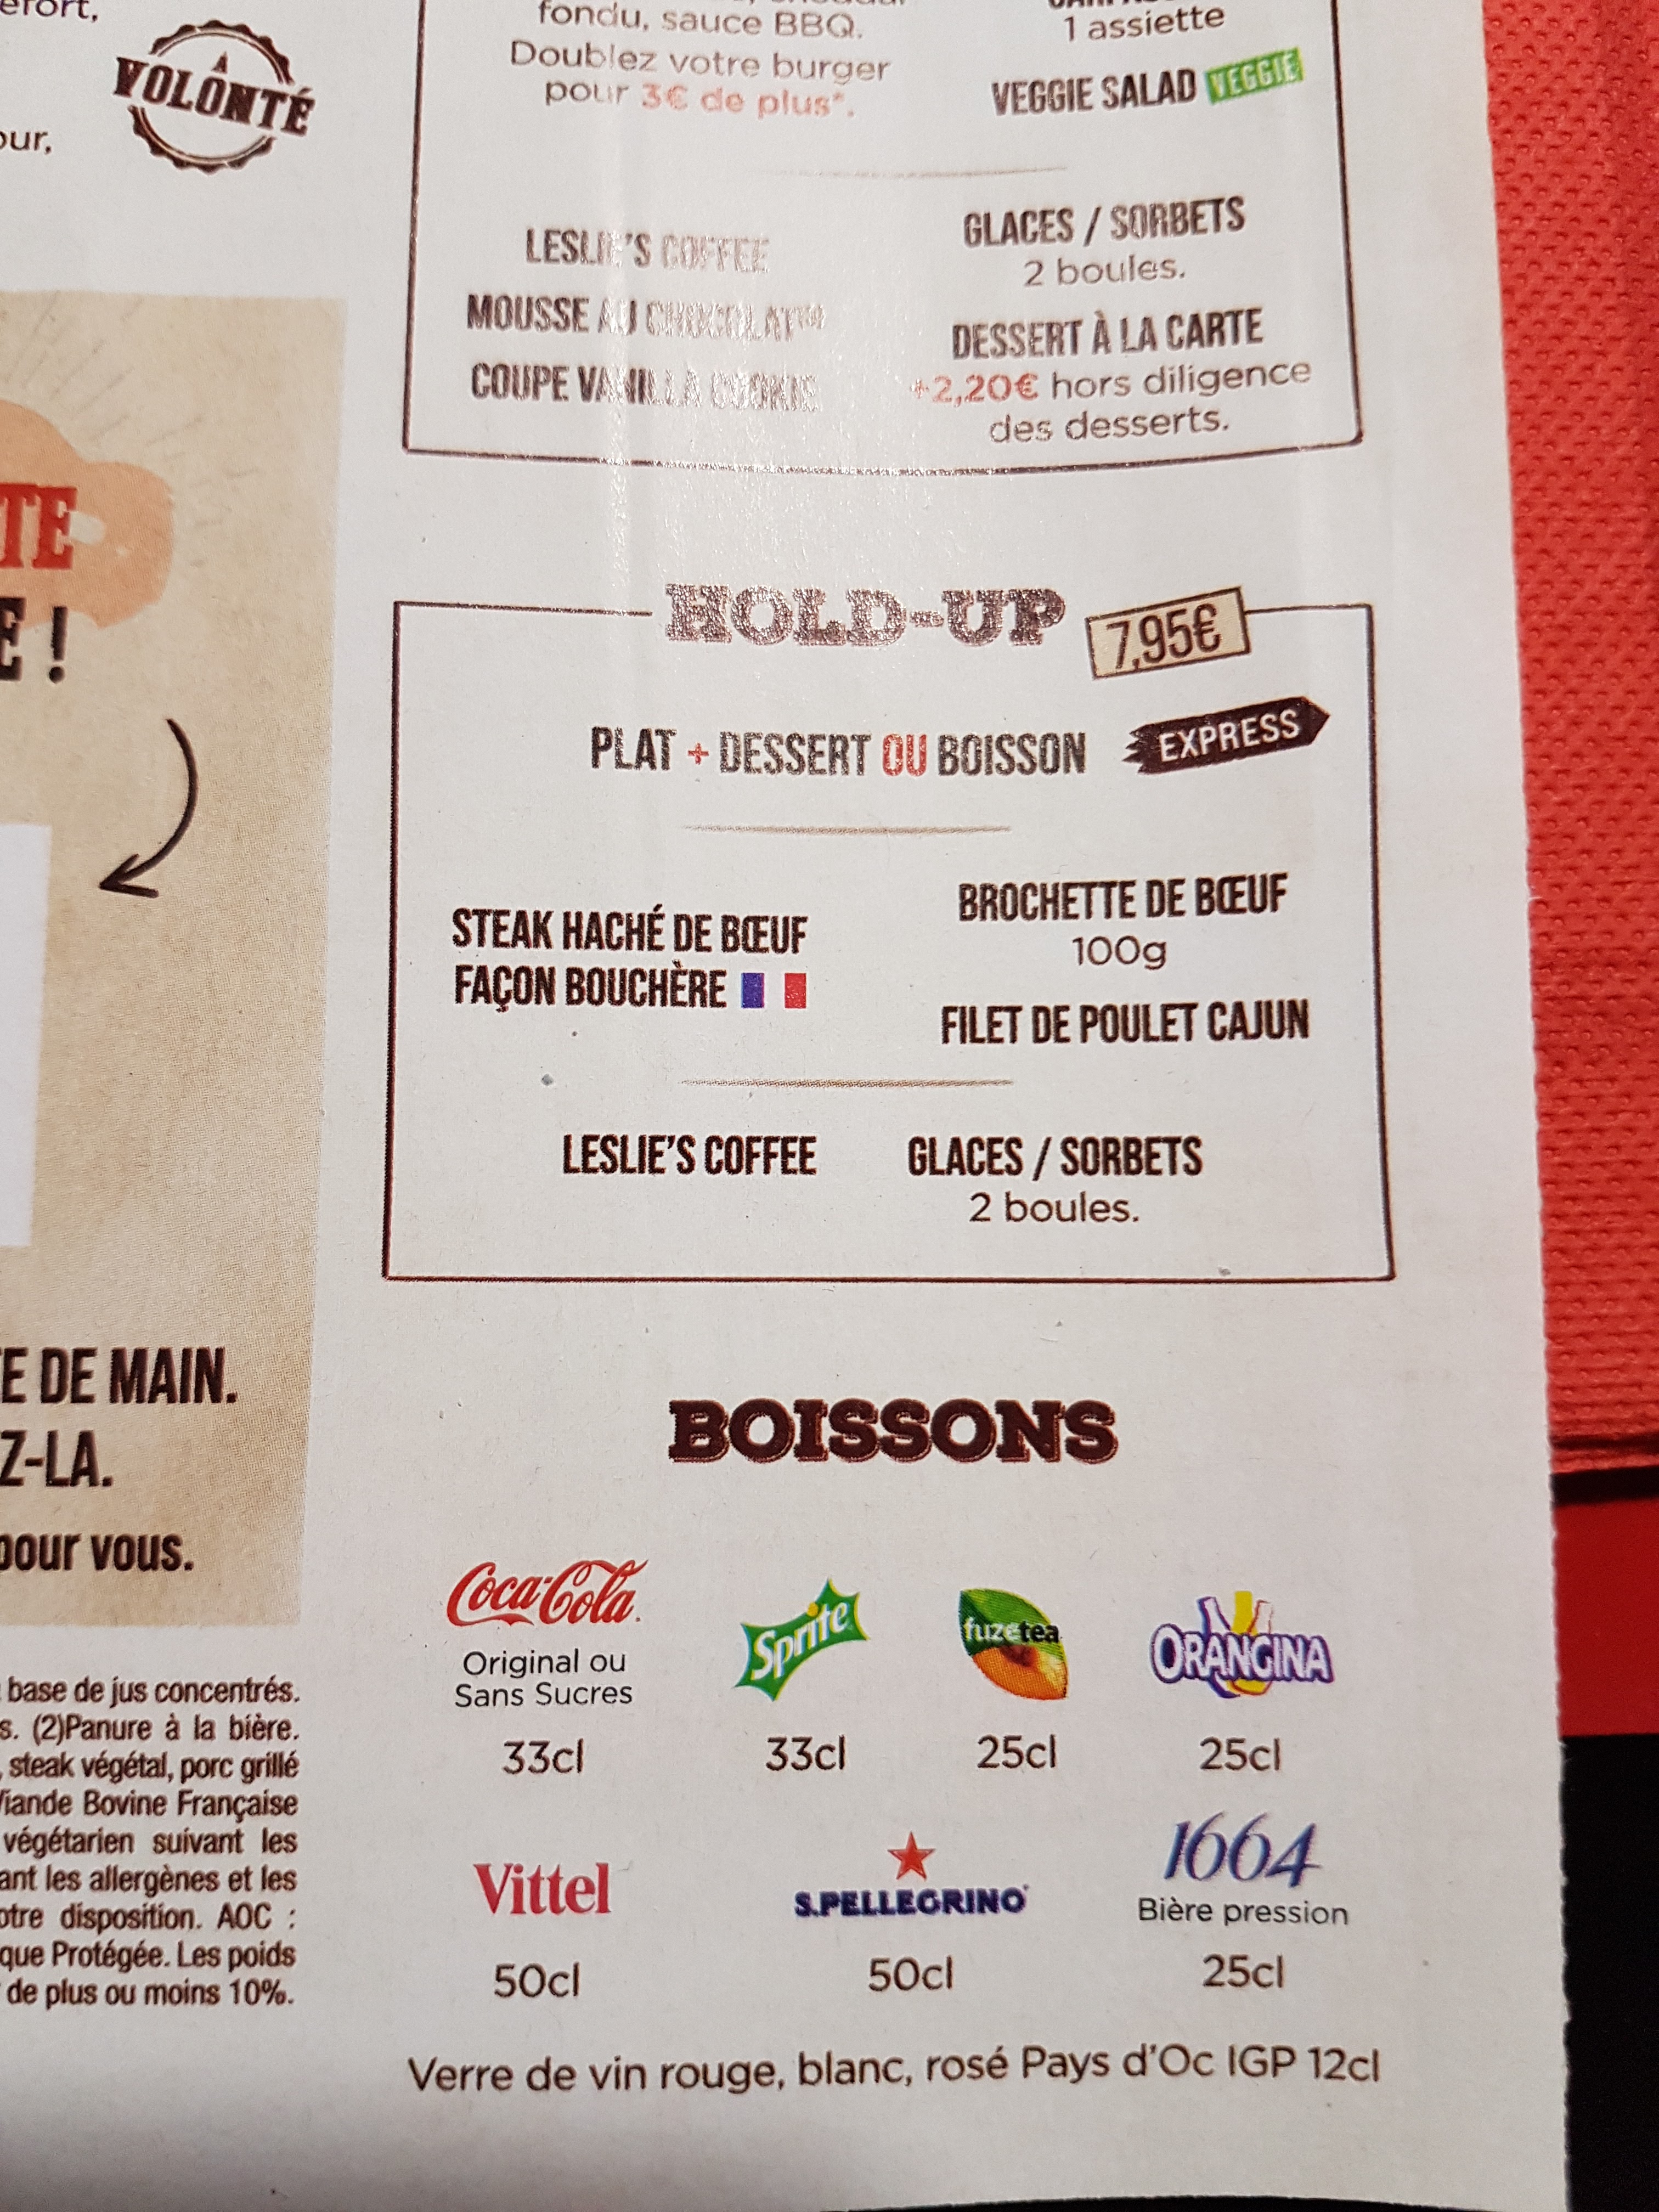 VOLONTÉ
À
our,
fondu, sauce BBQ.
Doublez votre burger
pour 3€ de plus*.
1 assiette
VEGGIE SALAD VEGGIE
LESLIE'S COFFEE
MOUSSE AU CHOCOLAT
COUPE VANILLA COOKIE
GLACES / SORBETS
2 boules.
DESSERT À LA CARTE
+2,20€ hors diligence
des desserts.
TE
E !
HOLD-UP 7,95€
PLAT + DESSERT OU BOISSON EXPRESS
STEAK HACHÉ DE BŒUF
FAÇON BOUCHÈRE
BROCHETTE DE BŒUF
100g
FILET DE POULET CAJUN
LESLIE'S COFFEE
GLACES / SORBETS
2 boules.
E DE MAIN.
Z-LA.
pour vous.
base de jus concentrés.
s. (2)Panure à la bière.
, steak végétal, porc grillé
Viande Bovine Française
végétarien suivant les
ant les allergènes et les
otre disposition. AOC :
que Protégée. Les poids
de plus ou moins 10%.
BOISSONS
Coca-Cola
Original ou
Sans Sucres
33cl
Sprite
33cl
fuzetea
25cl
ORANGINA
25cl
Vittel
50cl
S.PELLEGRINO
50cl
1664
Bière pression
25cl
Verre de vin rouge, blanc, rosé Pays d'Oc IGP 12cl